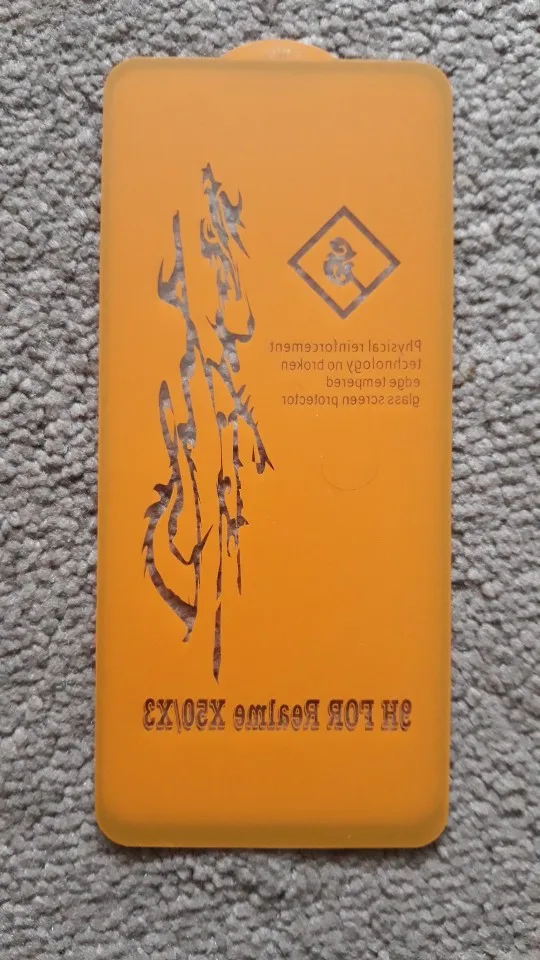 Physical reinforcement
technology no broken
edge tempered
glass screen protector
9H FOR Realme X50/X3